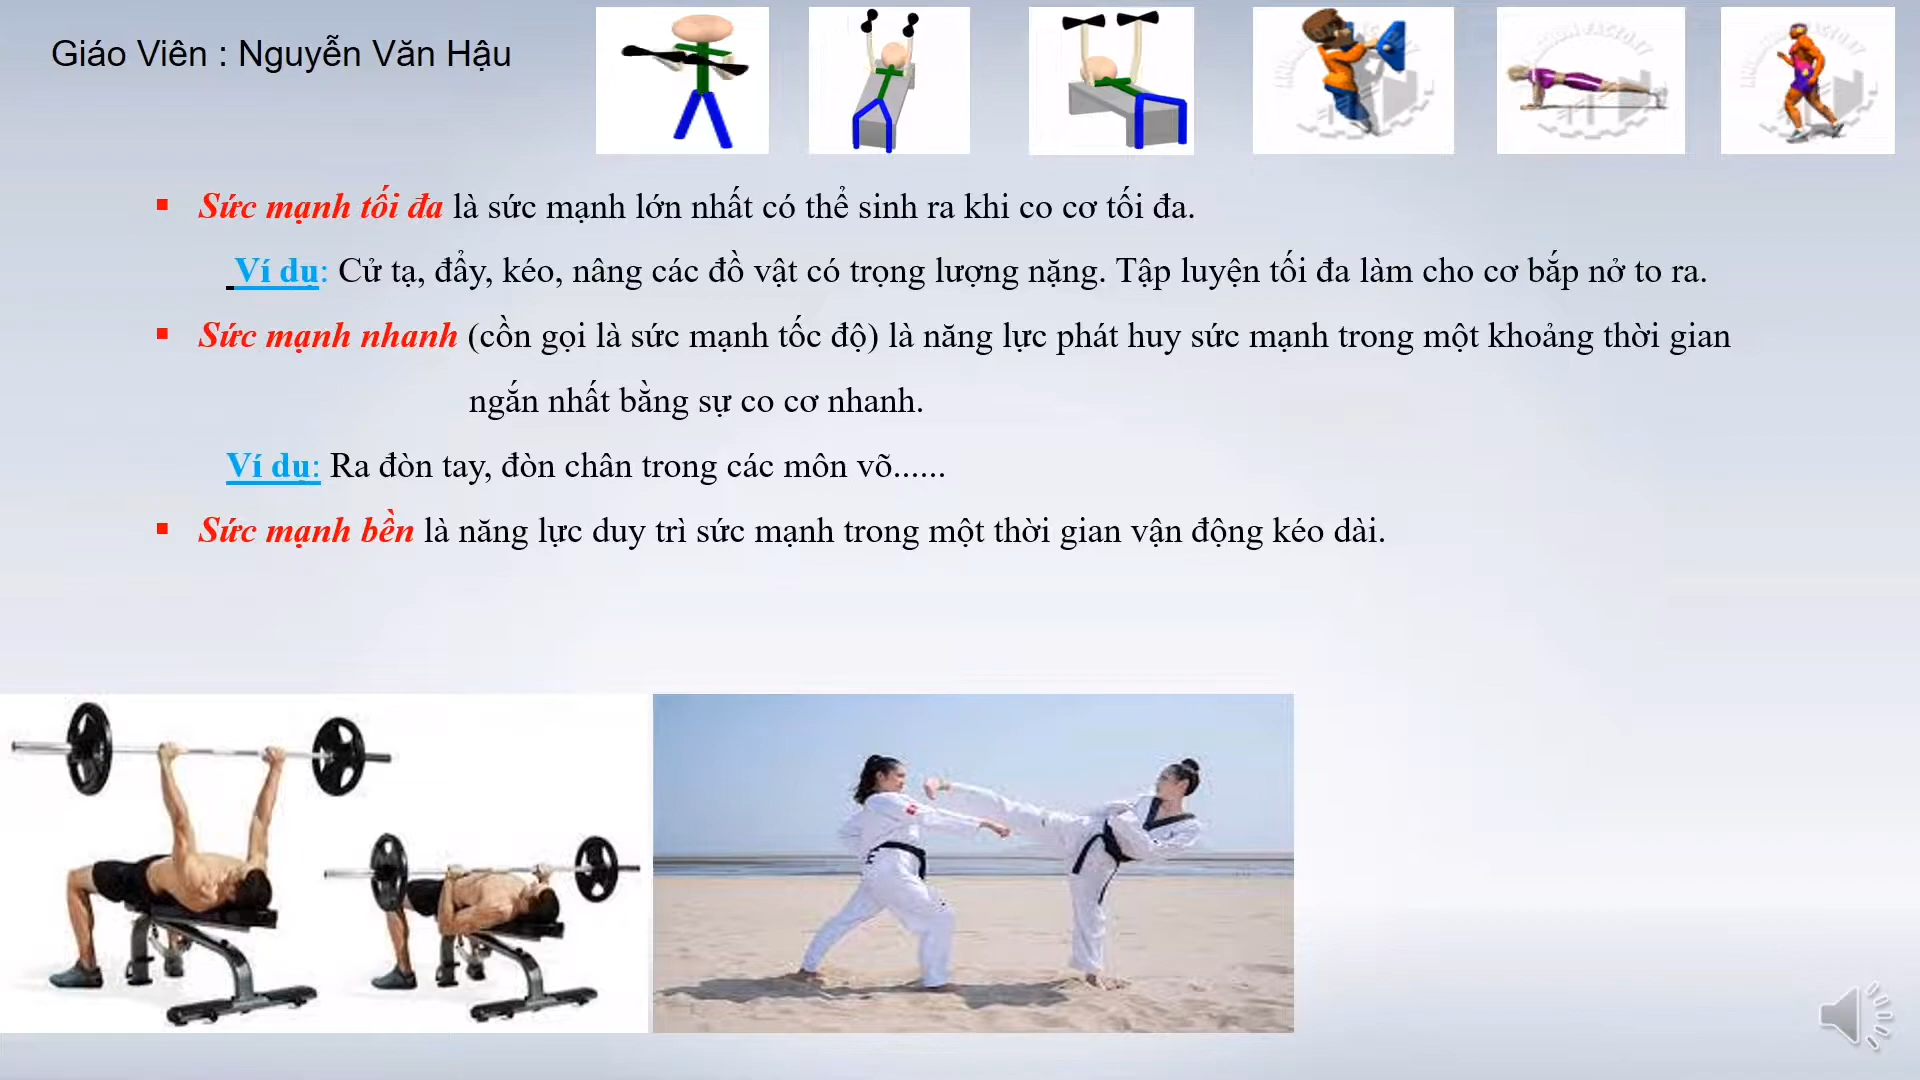 Giáo Viên : Nguyễn Văn Hậu
▪ Sức mạnh tối đa là sức mạnh lớn nhất có thể sinh ra khi co cơ tối đa.
Ví dụ: Cử tạ, đẩy, kéo, nâng các đồ vật có trọng lượng nặng. Tập luyện tối đa làm cho cơ bắp nở to ra.
▪ Sức mạnh nhanh (cồn gọi là sức mạnh tốc độ) là năng lực phát huy sức mạnh trong một khoảng thời gian
ngắn nhất bằng sự co cơ nhanh.
Ví dụ: Ra đòn tay, đòn chân trong các môn võ......
▪ Sức mạnh bền là năng lực duy trì sức mạnh trong một thời gian vận động kéo dài.